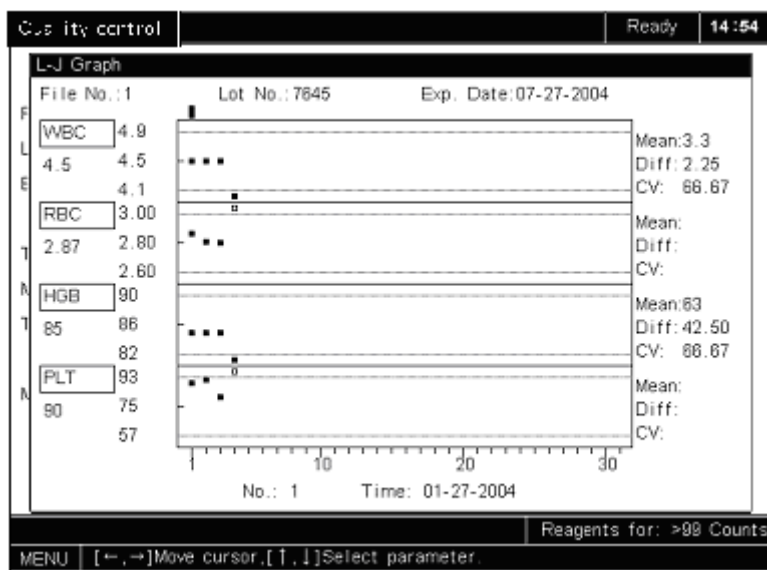 Quality control Ready 14:54
L-J Graph
File No.:1 Lot No.:7645 Exp. Date:07-27-2004
WBC 4.9
4.5 4.5
4.1
Mean:3.3
Diff:2.25
CV: 66.67
RBC 3.00
2.87 2.80
2.60
Mean:
Diff:
CV:
HGB 90
85 86
82
Mean:63
Diff:42.50
CV: 66.67
PLT 93
90 75
57
Mean:
Diff:
CV:
1 10 20 30
No.: 1 Time: 01-27-2004
Reagents for: >99 Counts
MENU [←,→]Move cursor,[↑,↓]Select parameter.